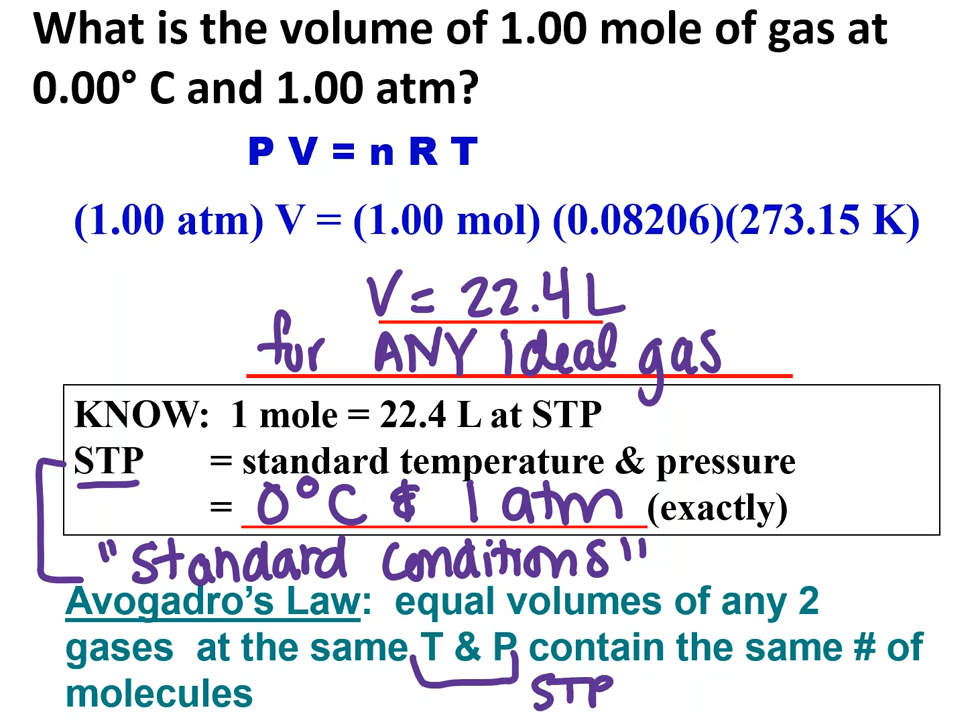 What is the volume of 1.00 mole of gas at
0.00° C and 1.00 atm?
P V = n R T
(1.00 atm) V = (1.00 mol) (0.08206)(273.15 K)
V = 22.4 L
for ANY ideal gas
KNOW: 1 mole = 22.4 L at STP
STP = standard temperature & pressure
= 0°C & 1 atm (exactly)
"Standard conditions"
Avogadro's Law: equal volumes of any 2
gases at the same T & P contain the same # of
molecules STP